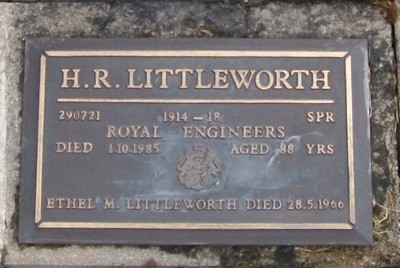 H.R. LITTLEWORTH
290721 1914 – 18 SPR
ROYAL ENGINEERS
DIED 1·10·1985 AGED 88 YRS
ETHEL M. LITTLEWORTH DIED 28.5.1966